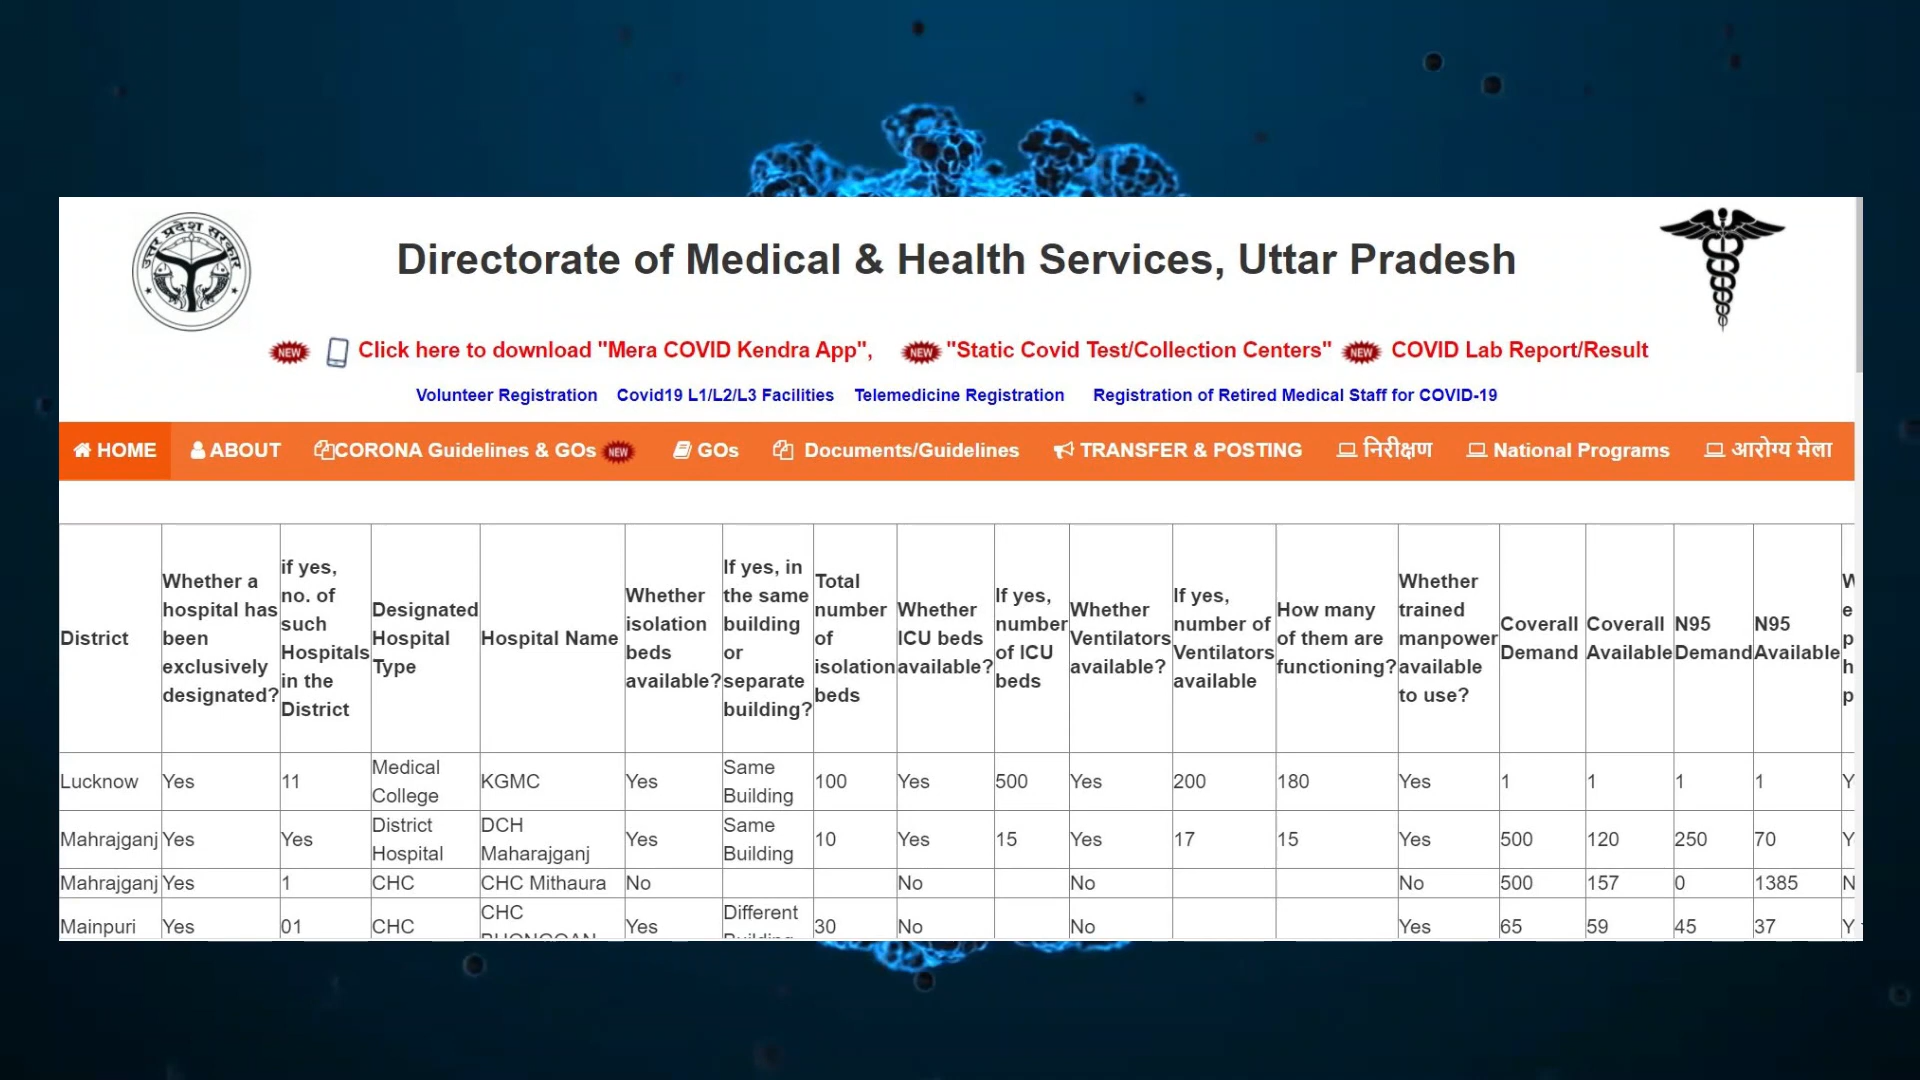 उत्तर प्रदेश सरकार
Directorate of Medical & Health Services, Uttar Pradesh
NEW Click here to download "Mera COVID Kendra App", NEW "Static Covid Test/Collection Centers" NEW COVID Lab Report/Result
Volunteer Registration Covid19 L1/L2/L3 Facilities Telemedicine Registration Registration of Retired Medical Staff for COVID-19
HOME ABOUT CORONA Guidelines & GOs NEW GOs Documents/Guidelines TRANSFER & POSTING निरीक्षण National Programs आरोग्य मेला
District Whether a hospital has been exclusively designated? if yes, no. of such Hospitals in the District Designated Hospital Type Hospital Name Whether isolation beds available? If yes, in the same building or separate building? Total number of isolation beds Whether ICU beds available? If yes, number of ICU beds Whether Ventilators available? If yes, number of Ventilators available How many of them are functioning? Whether trained manpower available to use? Coverall Demand Coverall Available N95 Demand N95 Available
Lucknow Yes 11 Medical College KGMC Yes Same Building 100 Yes 500 Yes 200 180 Yes 1 1 1 1 Y
Mahrajganj Yes Yes District Hospital DCH Maharajganj Yes Same Building 10 Yes 15 Yes 17 15 Yes 500 120 250 70 Y
Mahrajganj Yes 1 CHC CHC Mithaura No No No No 500 157 0 1385 N
Mainpuri Yes 01 CHC CHC Yes Different 30 No No Yes 65 59 45 37 Y